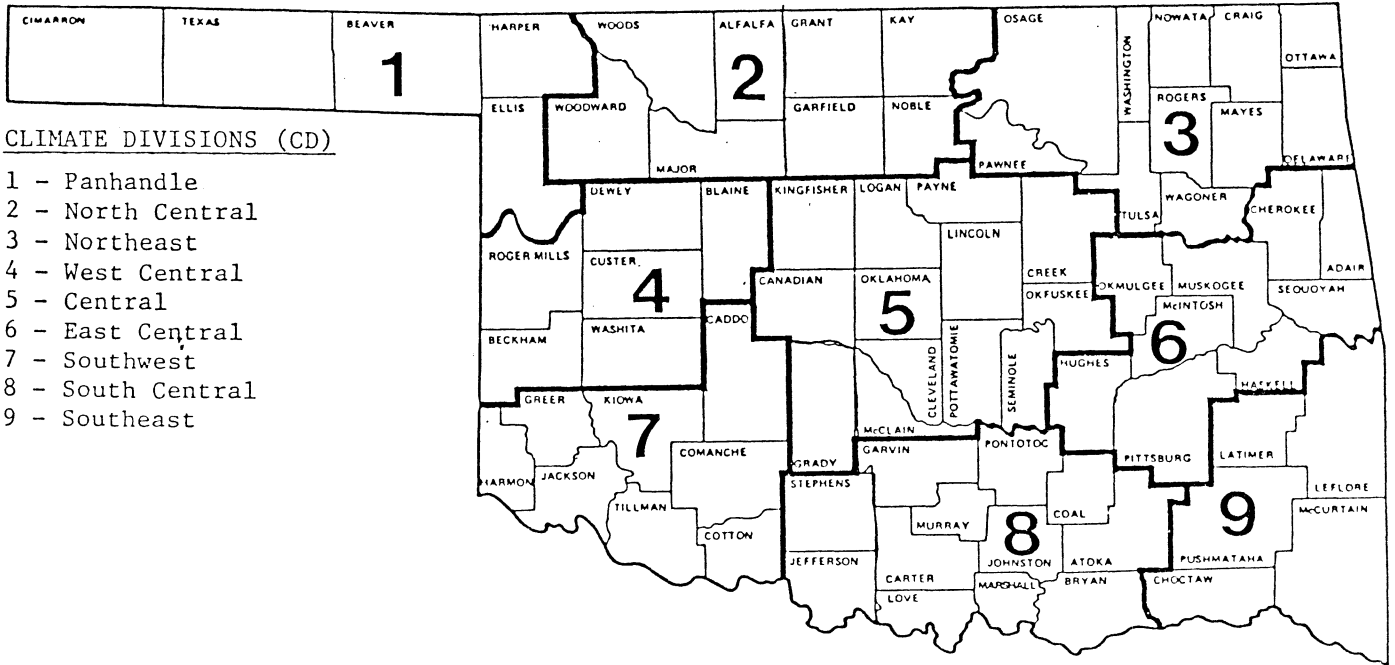 CIMARRON
TEXAS
BEAVER
HARPER
WOODS
ALFALFA
GRANT
KAY
OSAGE
WASHINGTON
NOWATA
CRAIG
OTTAWA
1
2
3
ELLIS
WOODWARD
GARFIELD
NOBLE
ROGERS
MAYES
MAJOR
PAWNEE
DELAWARE
CLIMATE DIVISIONS (CD)
1 - Panhandle
2 - North Central
3 - Northeast
4 - West Central
5 - Central
6 - East Central
7 - Southwest
8 - South Central
9 - Southeast
DEWEY
BLAINE
KINGFISHER
LOGAN
PAYNE
TULSA
WAGONER
CHEROKEE
LINCOLN
ROGER MILLS
CUSTER
CANADIAN
OKLAHOMA
CREEK
ADAIR
4
5
OKFUSKEE
OKMULGEE
MUSKOGEE
SEQUOYAH
McINTOSH
CADDO
WASHITA
BECKHAM
6
CLEVELAND
POTTAWATOMIE
SEMINOLE
HUGHES
HASKELL
GREER
KIOWA
7
McCLAIN
PONTOTOC
COMANCHE
GARVIN
GRADY
PITTSBURG
LATIMER
HARMON
JACKSON
STEPHENS
LEFLORE
TILLMAN
COAL
9
McCURTAIN
MURRAY
8
COTTON
JEFFERSON
JOHNSTON
ATOKA
PUSHMATAHA
CARTER
MARSHALL
BRYAN
CHOCTAW
LOVE